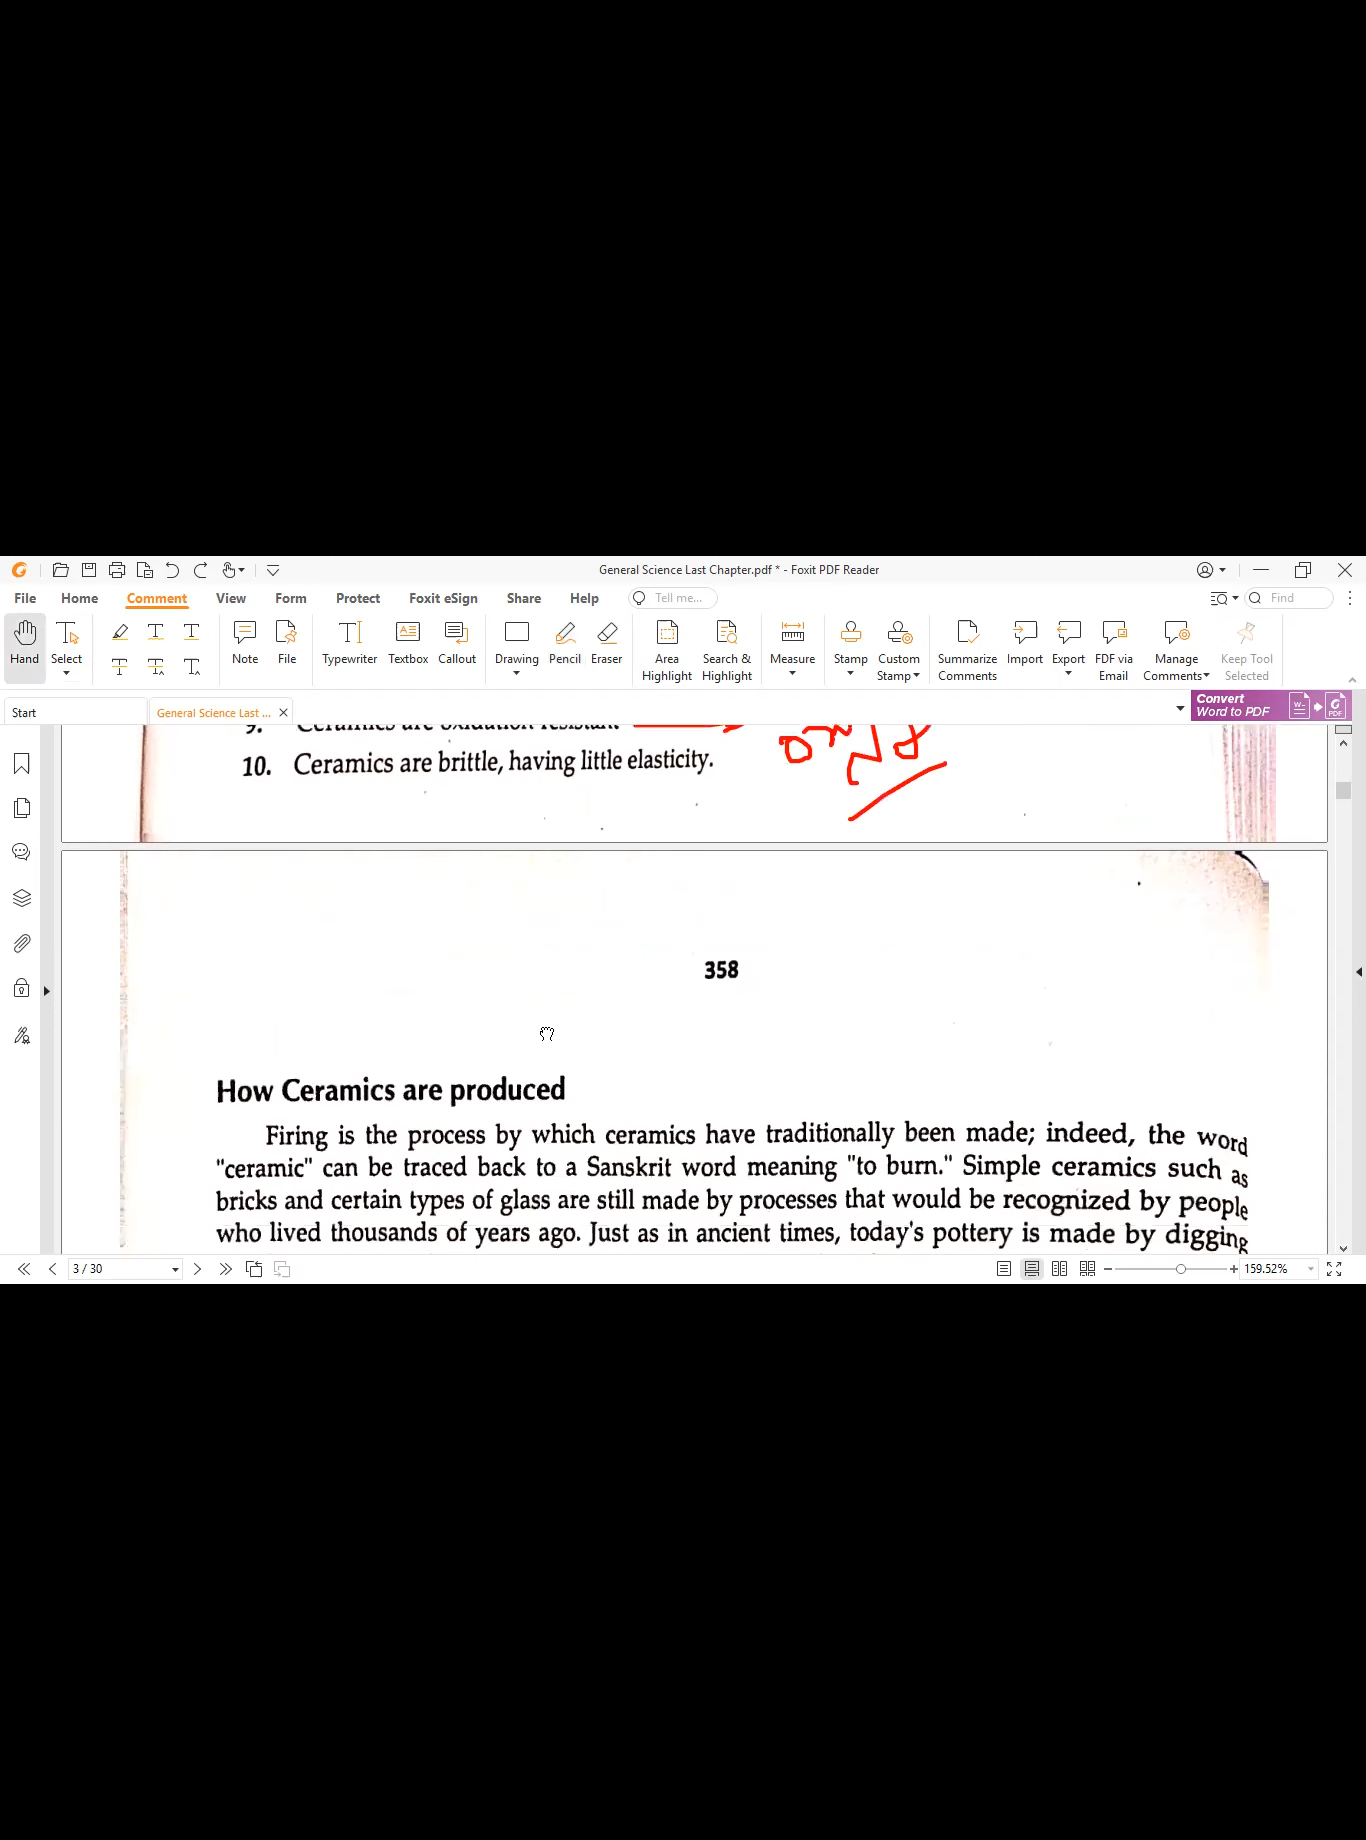 General Science Last Chapter.pdf * - Foxit PDF Reader
File Home Comment View Form Protect Foxit eSign Share Help Tell me... Find
Hand Select Note File Typewriter Textbox Callout Drawing Pencil Eraser Area Highlight Search & Highlight Measure Stamp Custom Stamp Summarize Comments Import Export FDF via Email Manage Comments Keep Tool Selected
Start General Science Last ... Convert Word to PDF
9. Ceramics are oxidation resistant
10. Ceramics are brittle, having little elasticity.
358
How Ceramics are produced
Firing is the process by which ceramics have traditionally been made; indeed, the word
"ceramic" can be traced back to a Sanskrit word meaning "to burn." Simple ceramics such as
bricks and certain types of glass are still made by processes that would be recognized by people
who lived thousands of years ago. Just as in ancient times, today's pottery is made by digging
3 / 30 159.52%